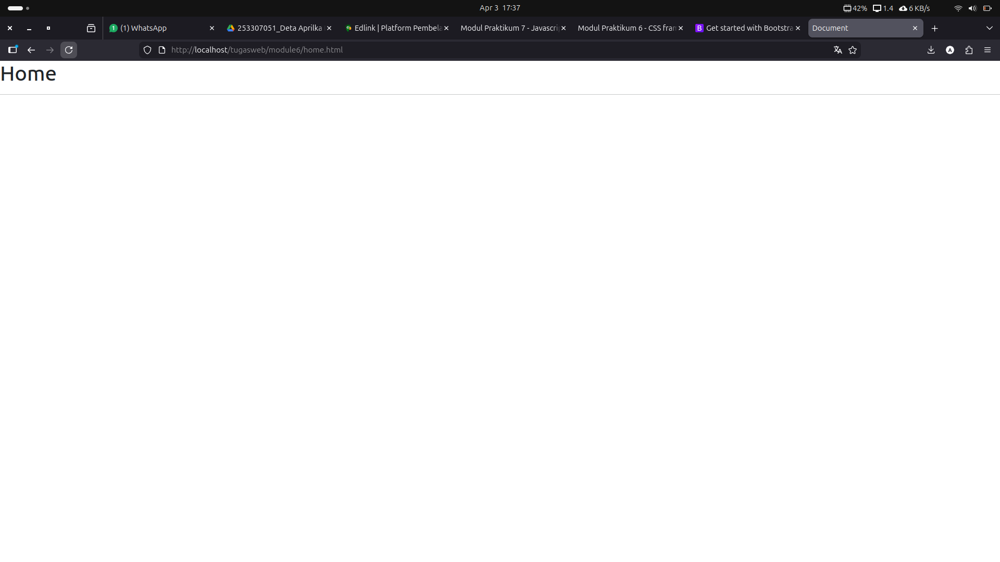 Apr 3 17:37
42% 1.4 6 KB/s
1 (1) WhatsApp
253307051_Deta Aprilka
Edlink | Platform Pembela
Modul Praktikum 7 - Javascri
Modul Praktikum 6 - CSS fram
B Get started with Bootstra
Document
http://localhost/tugasweb/module6/home.html
A
Home